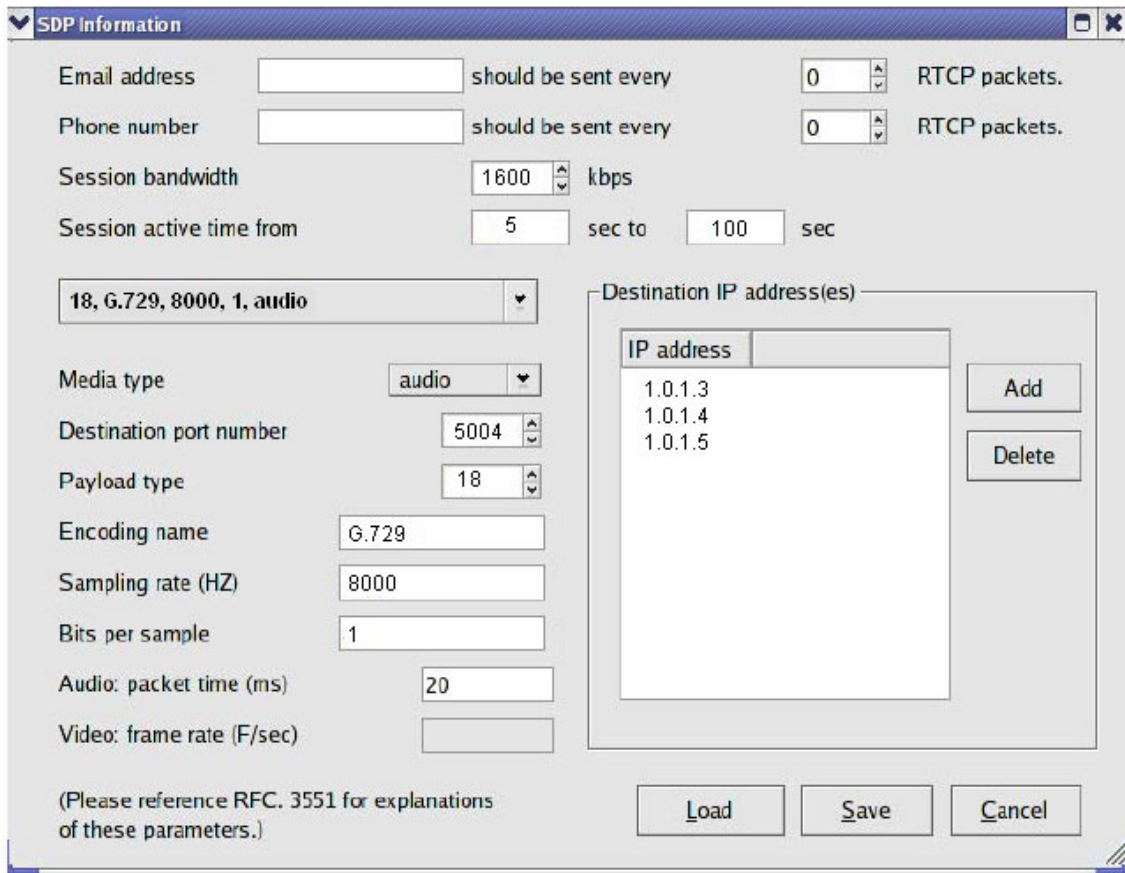 SDP Information
Email address should be sent every 0 RTCP packets.
Phone number should be sent every 0 RTCP packets.
Session bandwidth 1600 kbps
Session active time from 5 sec to 100 sec
18, G.729, 8000, 1, audio
Media type audio
Destination port number 5004
Payload type 18
Encoding name G.729
Sampling rate (HZ) 8000
Bits per sample 1
Audio: packet time (ms) 20
Video: frame rate (F/sec)
(Please reference RFC. 3551 for explanations
of these parameters.)
Destination IP address(es)
IP address
1.0.1.3
1.0.1.4
1.0.1.5
Add
Delete
Load Save Cancel